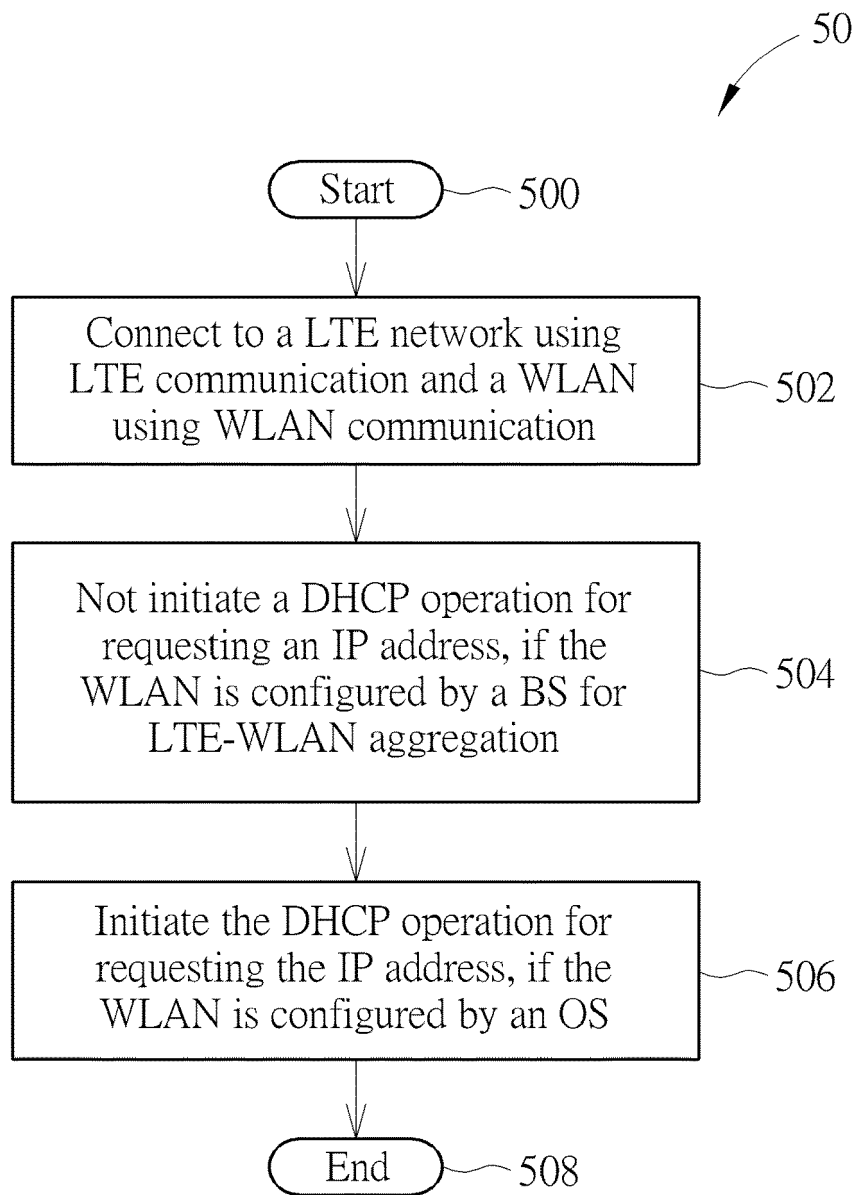 50
Start
500
Connect to a LTE network using
LTE communication and a WLAN
using WLAN communication
502
Not initiate a DHCP operation for
requesting an IP address, if the
WLAN is configured by a BS for
LTE-WLAN aggregation
504
Initiate the DHCP operation for
requesting the IP address, if the
WLAN is configured by an OS
506
End
508